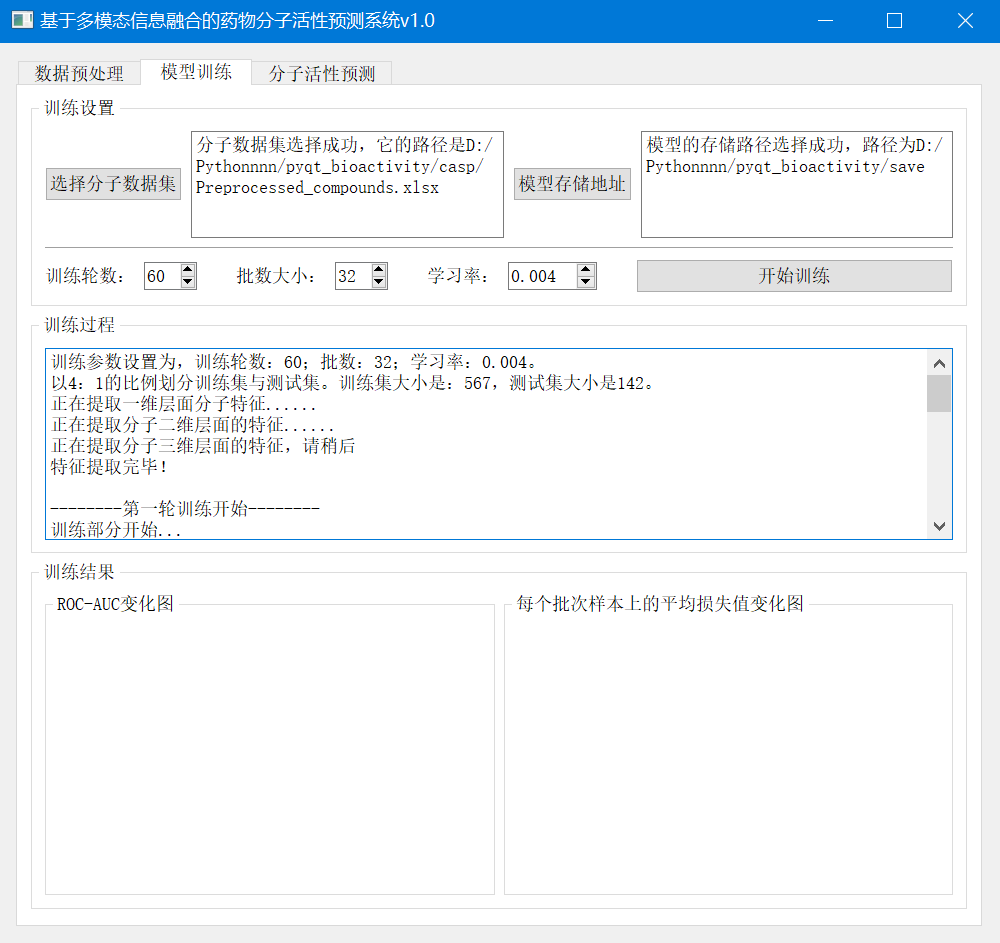 基于多模态信息融合的药物分子活性预测系统v1.0
数据预处理
模型训练
分子活性预测
训练设置
选择分子数据集
分子数据集选择成功，它的路径是D:/
Pythonnnn/pyqt_bioactivity/casp/
Preprocessed_compounds.xlsx
模型存储地址
模型的存储路径选择成功，路径为D:/
Pythonnnn/pyqt_bioactivity/save
训练轮数： 60 批数大小： 32 学习率： 0.004 开始训练
训练过程
训练参数设置为，训练轮数：60；批数：32；学习率：0.004。
以4：1的比例划分训练集与测试集。训练集大小是：567，测试集大小是142。
正在提取一维层面分子特征......
正在提取分子二维层面的特征......
正在提取分子三维层面的特征，请稍后
特征提取完毕！
--------第一轮训练开始--------
训练部分开始...
训练结果
ROC-AUC变化图
每个批次样本上的平均损失值变化图